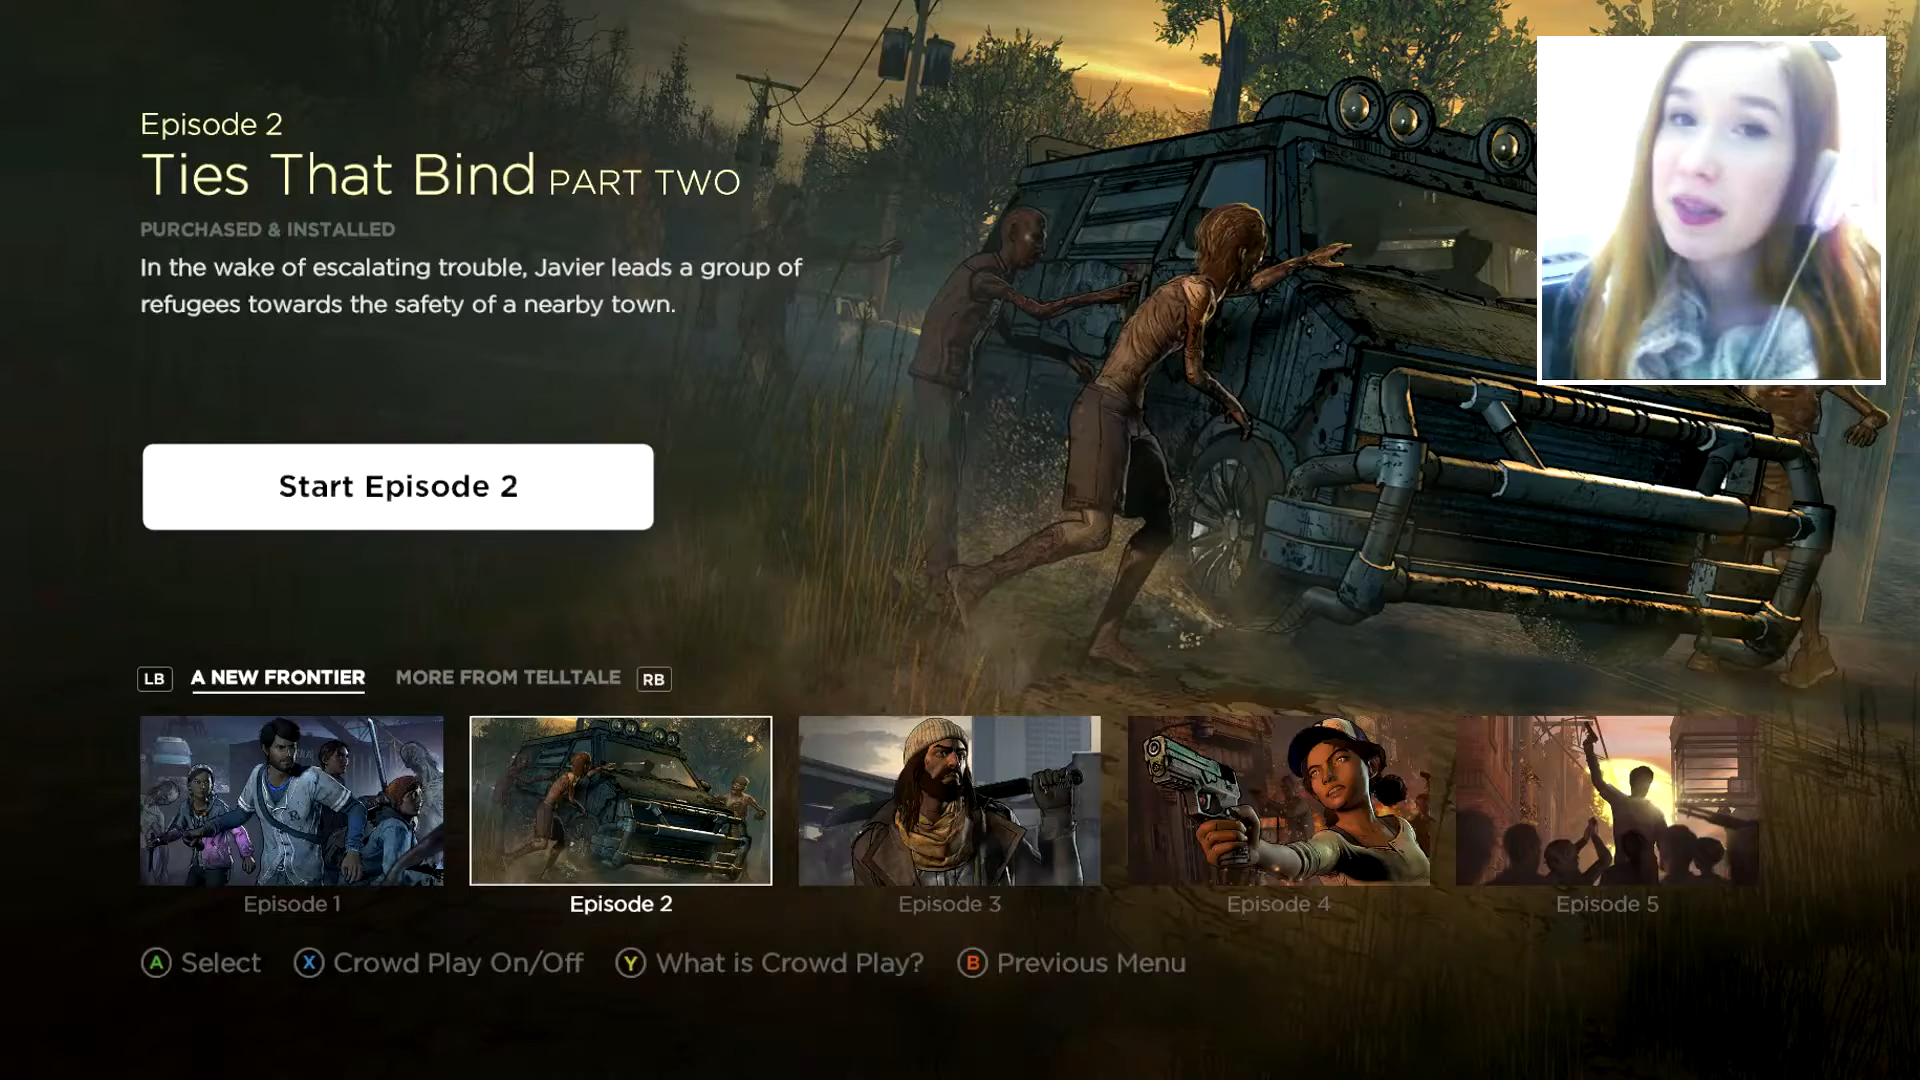 Episode 2
Ties That Bind PART TWO
PURCHASED & INSTALLED
In the wake of escalating trouble, Javier leads a group of
refugees towards the safety of a nearby town.
Start Episode 2
LB A NEW FRONTIER MORE FROM TELLTALE RB
Episode 1 Episode 2 Episode 3 Episode 4 Episode 5
A Select X Crowd Play On/Off Y What is Crowd Play? B Previous Menu